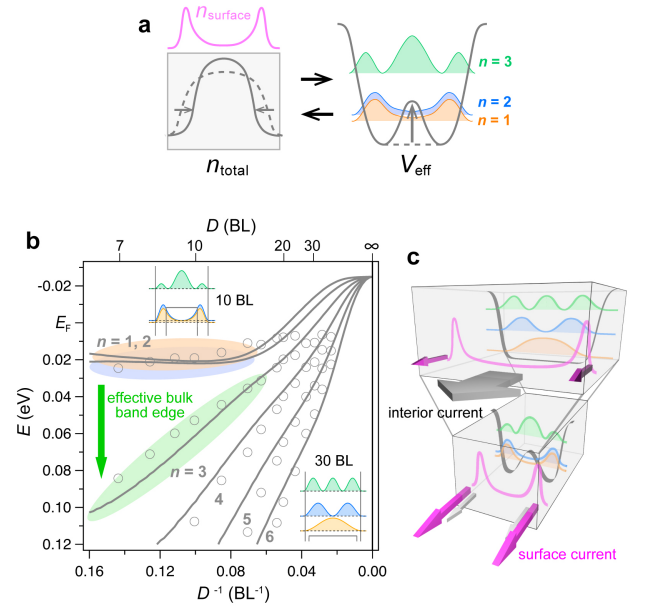 a
n_surface
n_total
n = 3
n = 2
n = 1
V_eff
b
D (BL)
7 10 20 30 ∞
E (eV)
-0.02
E_F
0.02
0.04
0.06
0.08
0.10
0.12
10 BL
n = 1, 2
effective bulk
band edge
n = 3
4
5
6
30 BL
0.16 0.12 0.08 0.04 0.00
D⁻¹ (BL⁻¹)
c
interior current
surface current